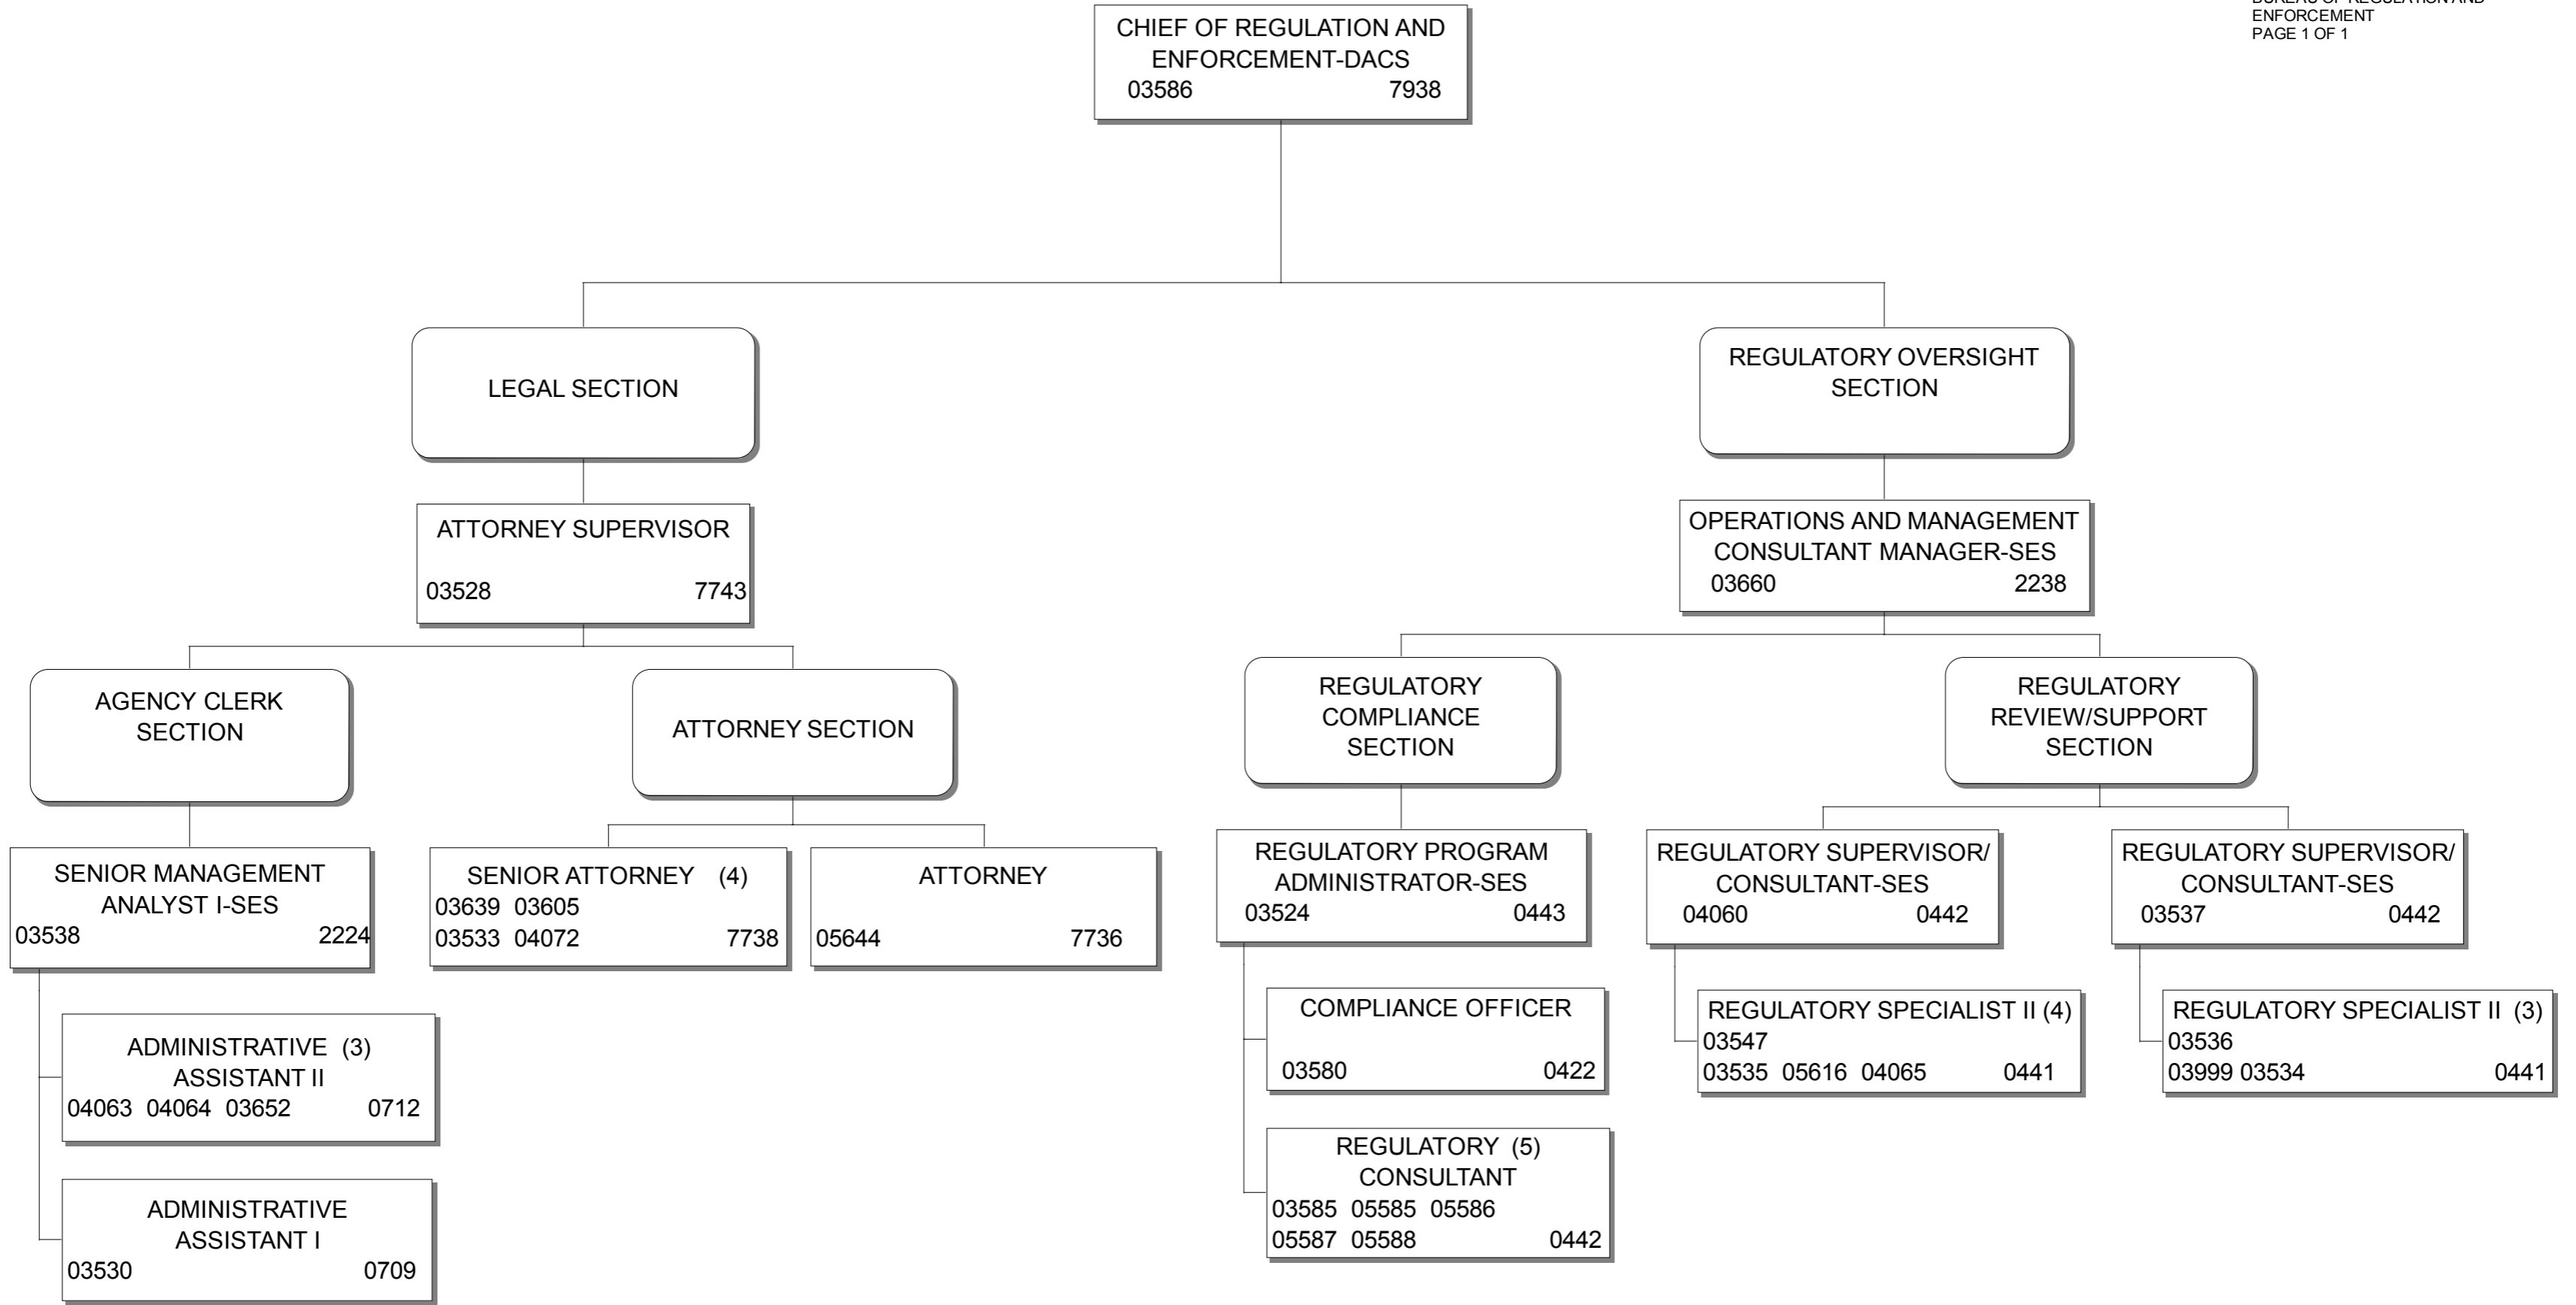 BUREAU OF REGULATION AND
ENFORCEMENT
PAGE 1 OF 1
CHIEF OF REGULATION AND
ENFORCEMENT-DACS
03586 7938
LEGAL SECTION
REGULATORY OVERSIGHT
SECTION
ATTORNEY SUPERVISOR
03528 7743
OPERATIONS AND MANAGEMENT
CONSULTANT MANAGER-SES
03660 2238
AGENCY CLERK
SECTION
ATTORNEY SECTION
REGULATORY
COMPLIANCE
SECTION
REGULATORY
REVIEW/SUPPORT
SECTION
SENIOR MANAGEMENT
ANALYST I-SES
03538 2224
SENIOR ATTORNEY (4)
03639 03605
03533 04072 7738
ATTORNEY
05644 7736
REGULATORY PROGRAM
ADMINISTRATOR-SES
03524 0443
REGULATORY SUPERVISOR/
CONSULTANT-SES
04060 0442
REGULATORY SUPERVISOR/
CONSULTANT-SES
03537 0442
ADMINISTRATIVE (3)
ASSISTANT II
04063 04064 03652 0712
ADMINISTRATIVE
ASSISTANT I
03530 0709
COMPLIANCE OFFICER
03580 0422
REGULATORY (5)
CONSULTANT
03585 05585 05586
05587 05588 0442
REGULATORY SPECIALIST II (4)
03547
03535 05616 04065 0441
REGULATORY SPECIALIST II (3)
03536
03999 03534 0441